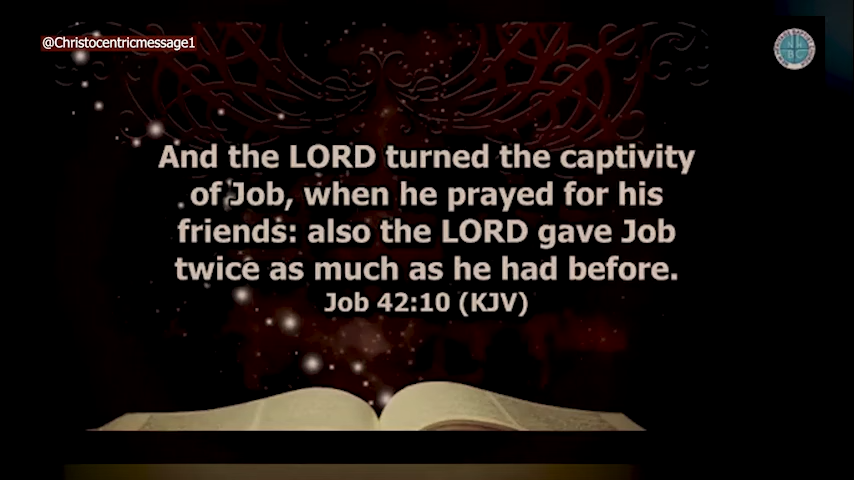 @Christocentricmessage1
And the LORD turned the captivity
of Job, when he prayed for his
friends: also the LORD gave Job
twice as much as he had before.
Job 42:10 (KJV)